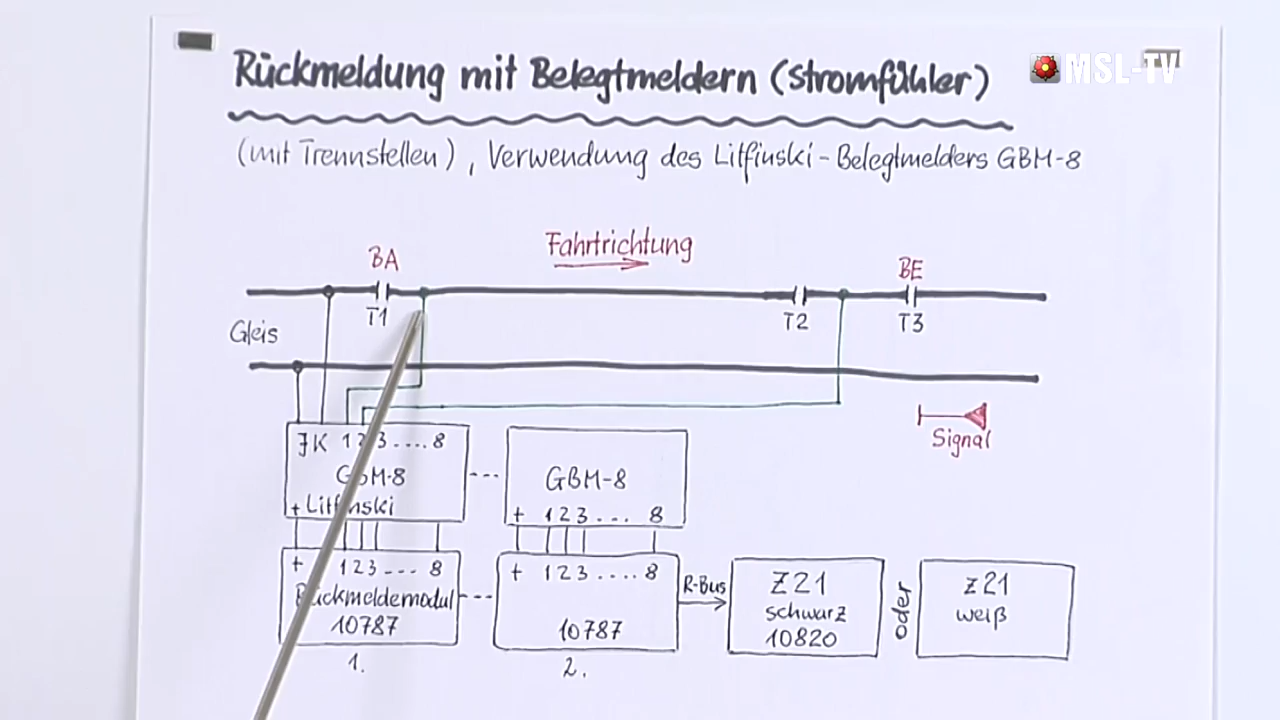 Rückmeldung mit Belegtmeldern (Stromfühler)
MSL-TV
(mit Trennstellen), Verwendung des Litfinski-Belegtmelders GBM-8
Fahrtrichtung
BA
BE
T1
T2
T3
Gleis
Signal
JK 123....8
GBM-8
+ Litfinski
GBM-8
+ 123.... 8
+ 123.... 8
Rückmeldemodul
10787
1.
+ 123....8
10787
2.
R-Bus
Z21
schwarz
10820
oder
z21
weiß